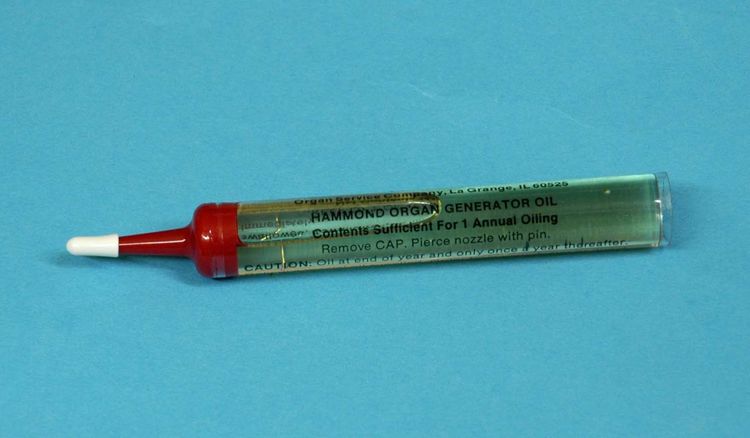 Organ Service Company, La Grange, IL 60525
HAMMOND ORGAN GENERATOR OIL
Contents Sufficient For 1 Annual Oiling
Remove CAP. Pierce nozzle with pin.
CAUTION: Oil at end of year and only once a year thereafter.